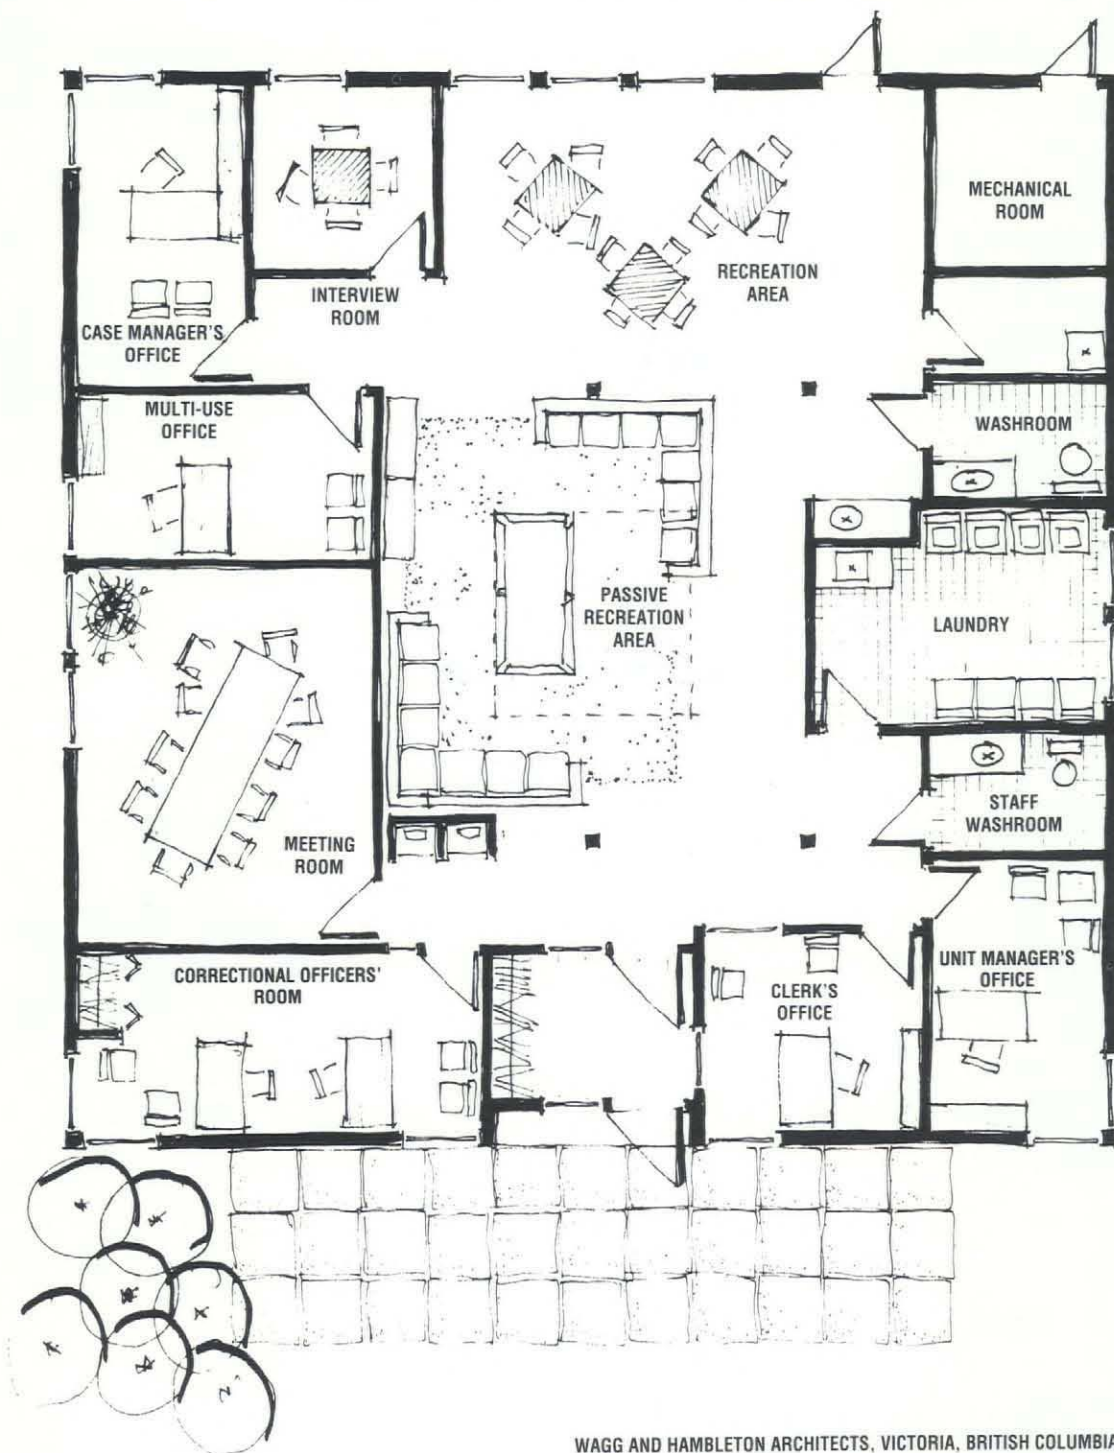 MECHANICAL
ROOM
RECREATION
AREA
INTERVIEW
ROOM
CASE MANAGER'S
OFFICE
MULTI-USE
OFFICE
WASHROOM
PASSIVE
RECREATION
AREA
LAUNDRY
STAFF
WASHROOM
MEETING
ROOM
UNIT MANAGER'S
OFFICE
CORRECTIONAL OFFICERS'
ROOM
CLERK'S
OFFICE
WAGG AND HAMBLETON ARCHITECTS, VICTORIA, BRITISH COLUMBIA